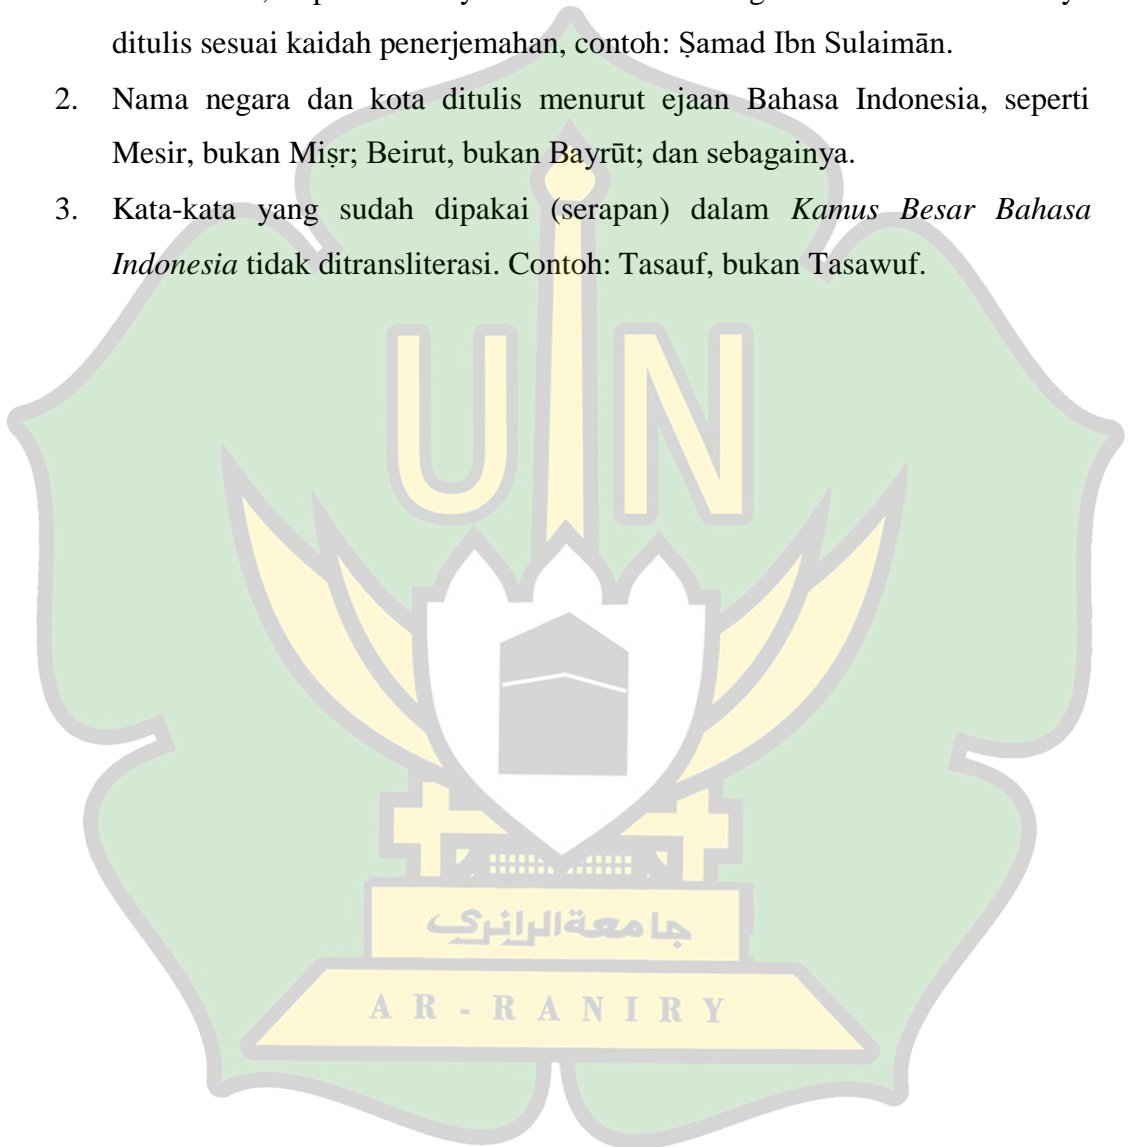 ditulis sesuai kaidah penerjemahan, contoh: Ṣamad Ibn Sulaimān.
2. Nama negara dan kota ditulis menurut ejaan Bahasa Indonesia, seperti
Mesir, bukan Miṣr; Beirut, bukan Bayrūt; dan sebagainya.
3. Kata-kata yang sudah dipakai (serapan) dalam Kamus Besar Bahasa
Indonesia tidak ditransliterasi. Contoh: Tasauf, bukan Tasawuf.
UIN
جامعة الرانري
AR-RANIRY